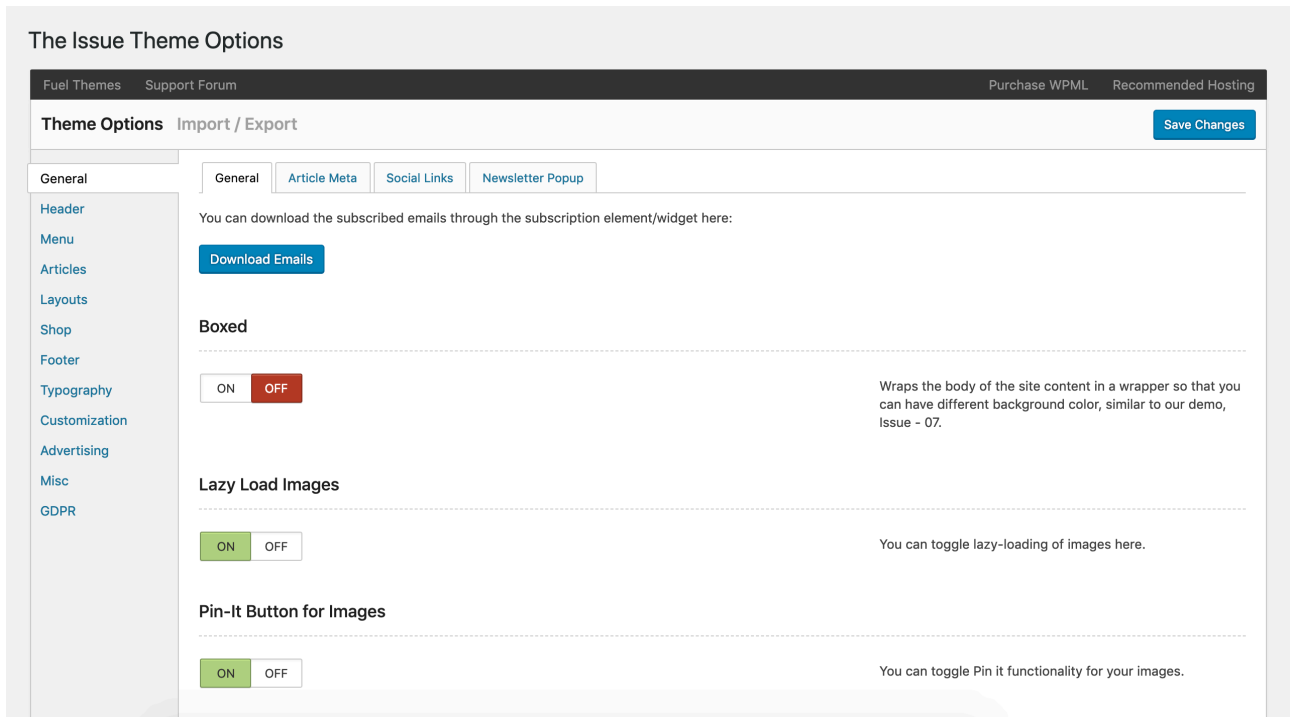 The Issue Theme Options
Fuel Themes Support Forum Purchase WPML Recommended Hosting
Theme Options Import / Export Save Changes
General
Header
Menu
Articles
Layouts
Shop
Footer
Typography
Customization
Advertising
Misc
GDPR
General Article Meta Social Links Newsletter Popup
You can download the subscribed emails through the subscription element/widget here:
Download Emails
Boxed
ON OFF
Wraps the body of the site content in a wrapper so that you
can have different background color, similar to our demo,
Issue - 07.
Lazy Load Images
ON OFF
You can toggle lazy-loading of images here.
Pin-It Button for Images
ON OFF
You can toggle Pin it functionality for your images.